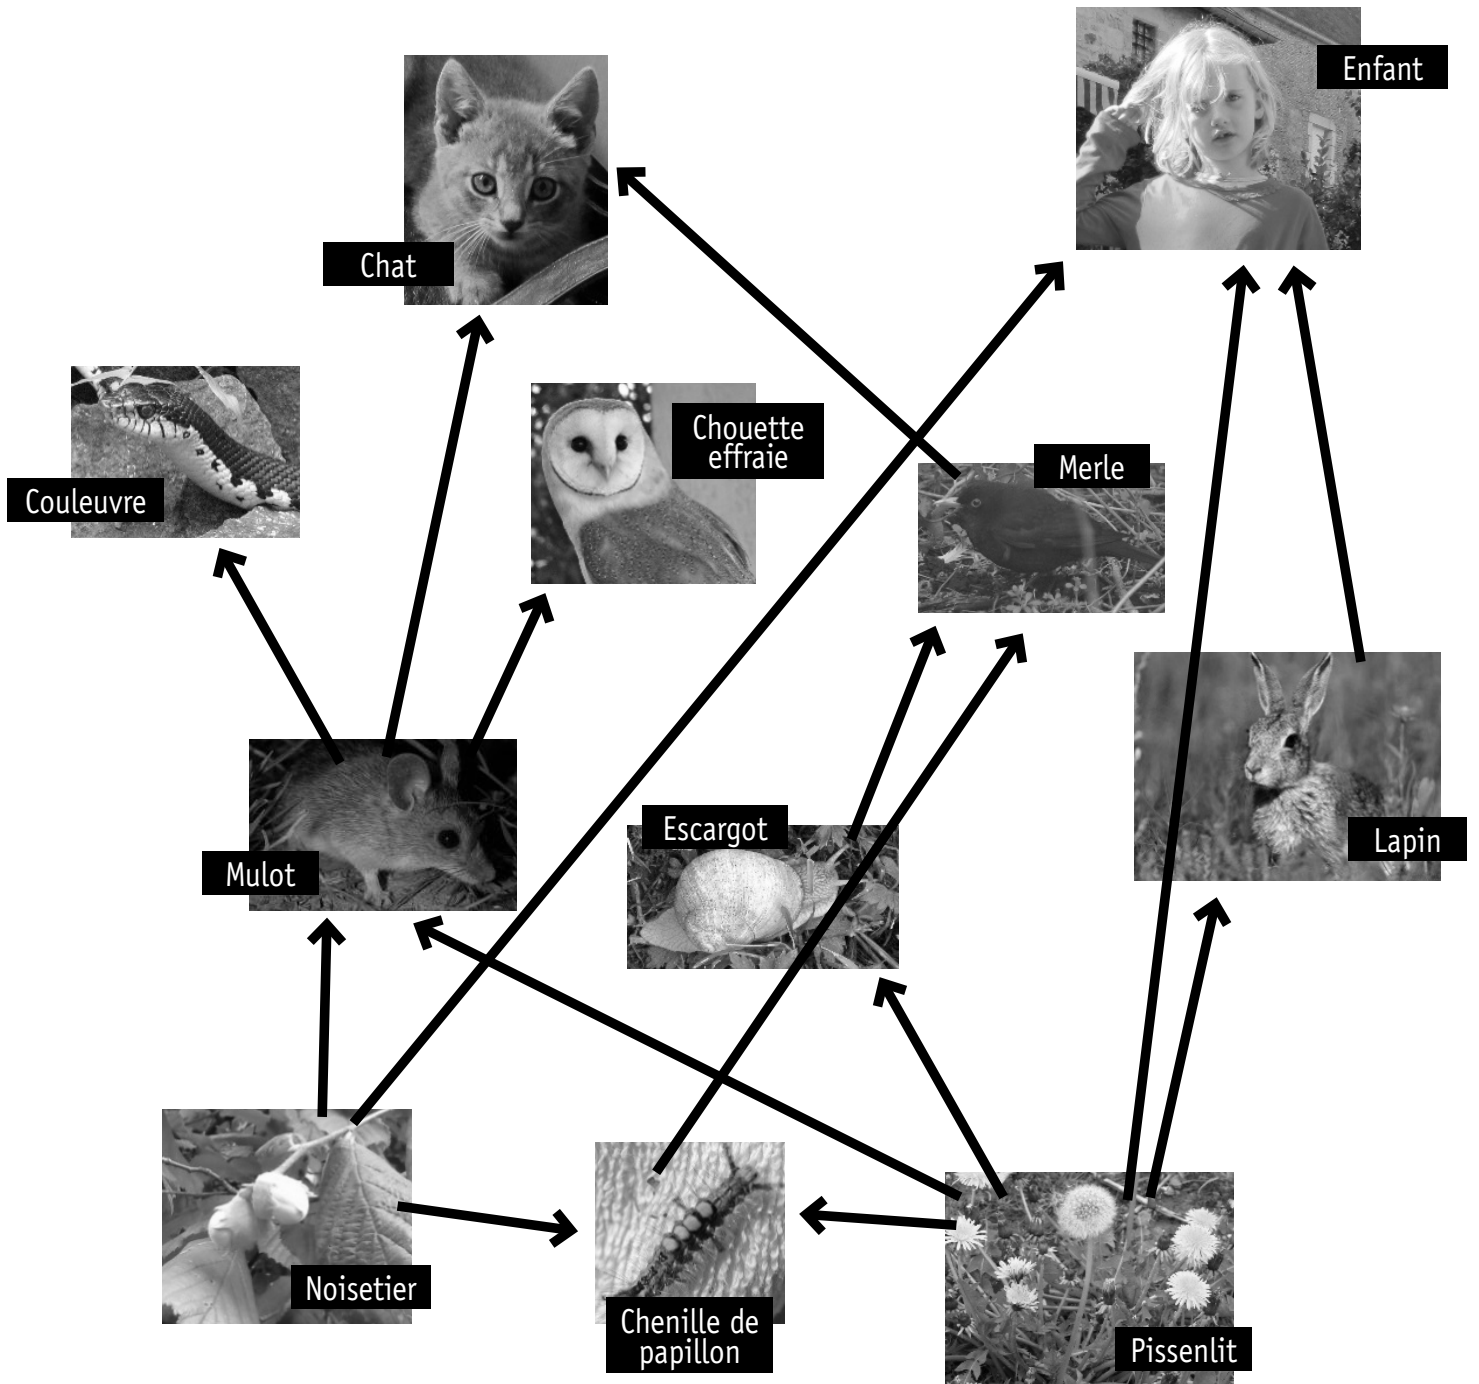 Enfant
Chat
Chouette
effraie
Merle
Couleuvre
Escargot
Lapin
Mulot
Noisetier
Chenille de
papillon
Pissenlit